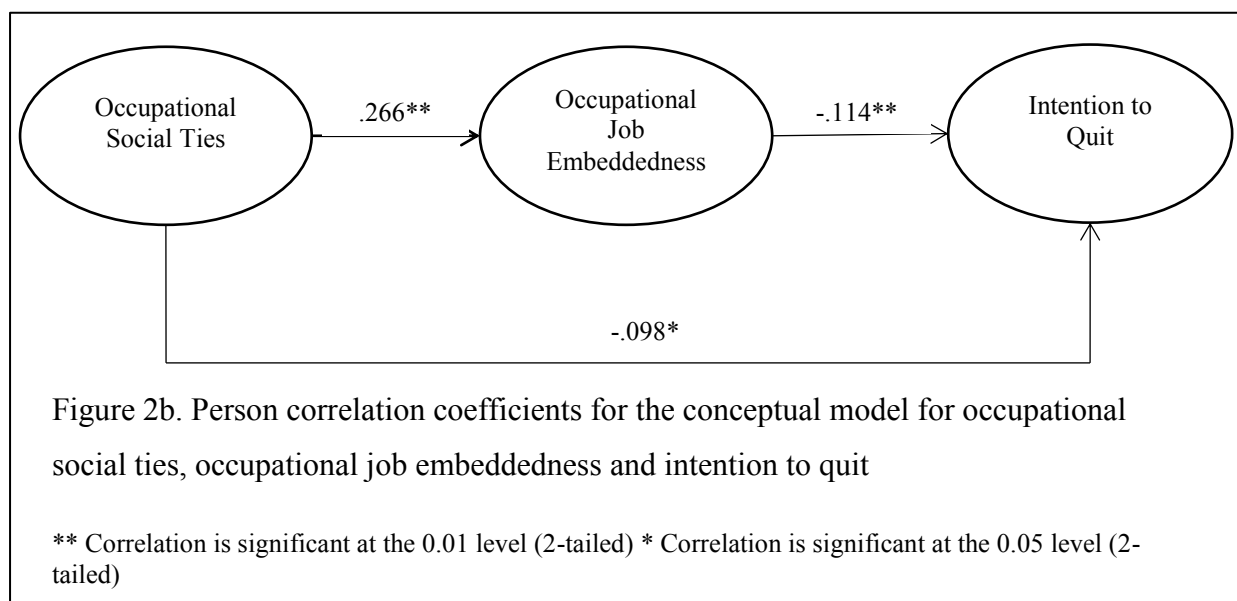 Occupational
Social Ties
.266**
Occupational
Job
Embeddedness
-.114**
Intention to
Quit
-.098*
Figure 2b. Person correlation coefficients for the conceptual model for occupational
social ties, occupational job embeddedness and intention to quit
** Correlation is significant at the 0.01 level (2-tailed) * Correlation is significant at the 0.05 level (2-
tailed)